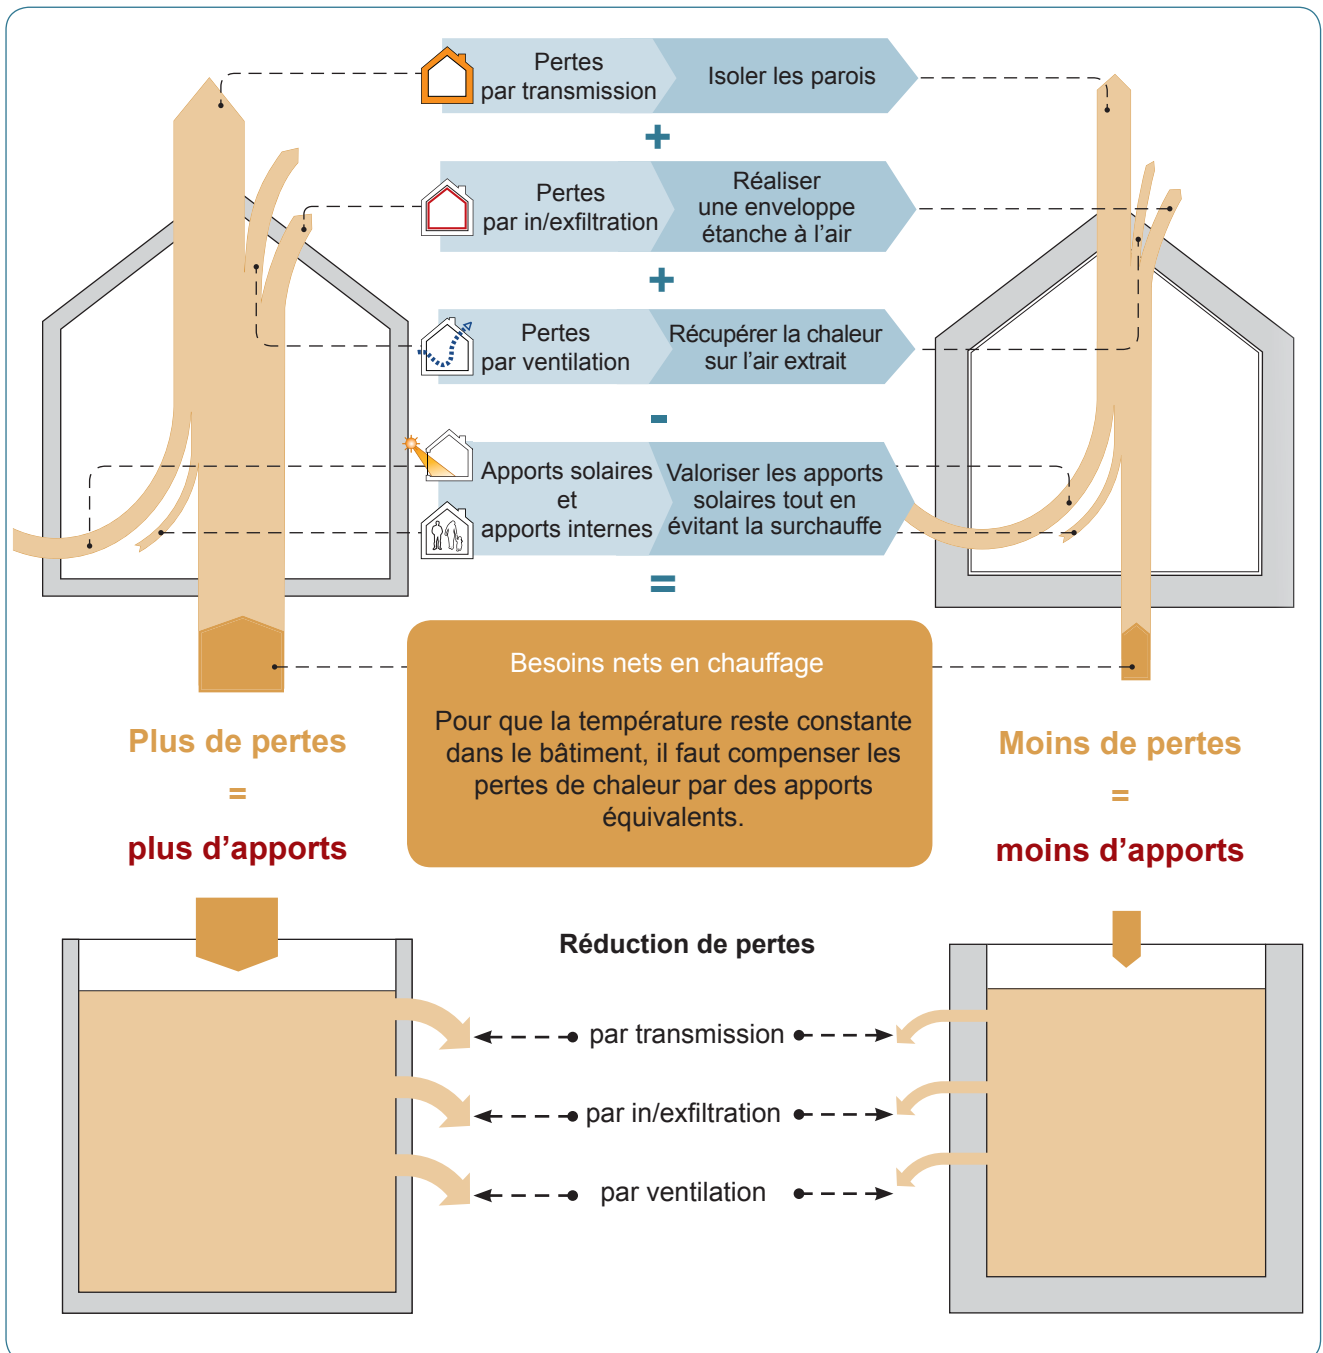 Pertes
par transmission
Isoler les parois
+
Pertes
par in/exfiltration
Réaliser
une enveloppe
étanche à l'air
+
Pertes
par ventilation
Récupérer la chaleur
sur l'air extrait
-
Apports solaires
et
apports internes
Valoriser les apports
solaires tout en
évitant la surchauffe
=
Besoins nets en chauffage
Pour que la température reste constante
dans le bâtiment, il faut compenser les
pertes de chaleur par des apports
équivalents.
Plus de pertes
=
plus d'apports
Moins de pertes
=
moins d'apports
Réduction de pertes
par transmission
par in/exfiltration
par ventilation